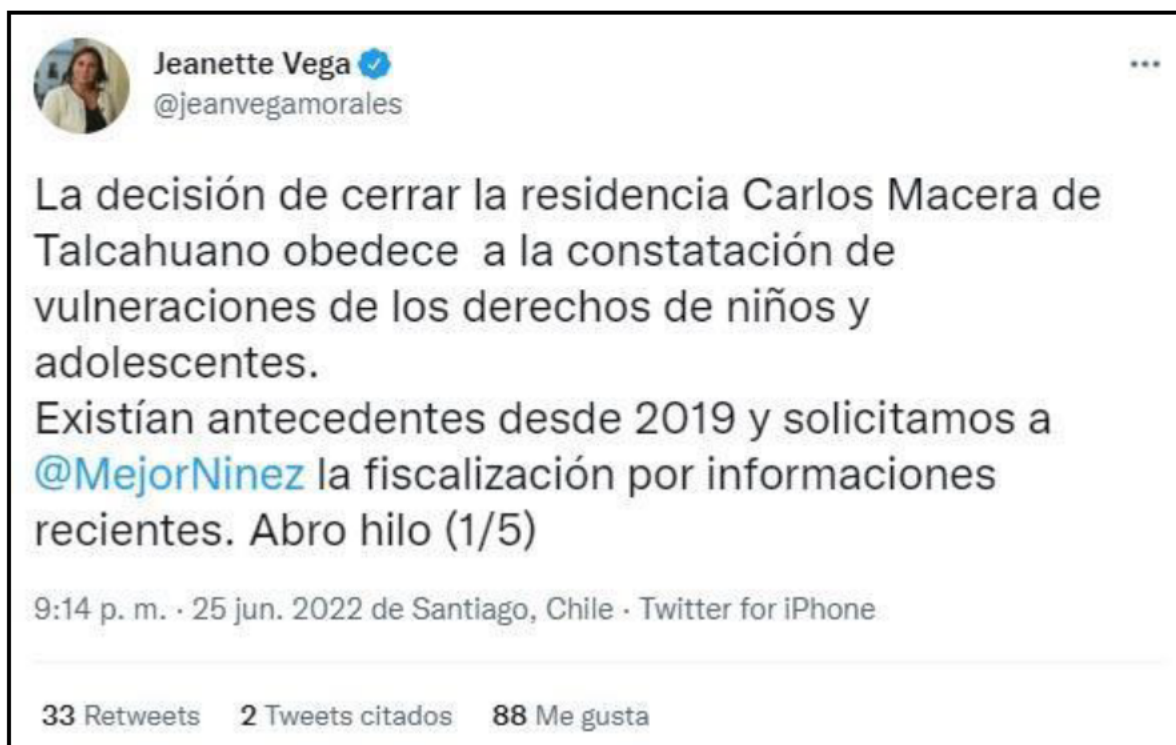 Jeanette Vega
@jeanvegamorales
La decisión de cerrar la residencia Carlos Macera de
Talcahuano obedece  a la constatación de
vulneraciones de los derechos de niños y
adolescentes.
Existían antecedentes desde 2019 y solicitamos a
@MejorNinez la fiscalización por informaciones
recientes. Abro hilo (1/5)
9:14 p. m. · 25 jun. 2022 de Santiago, Chile · Twitter for iPhone
33 Retweets 2 Tweets citados 88 Me gusta